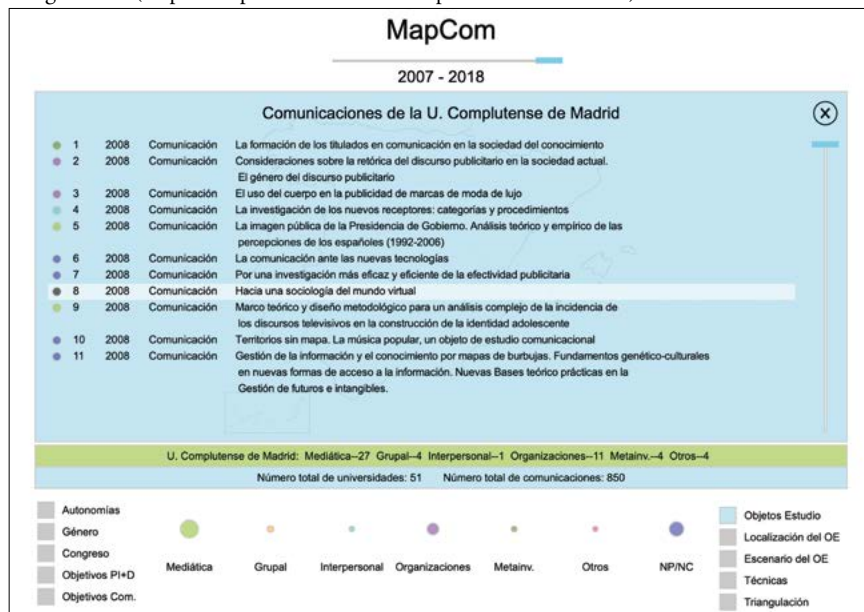 MapCom
2007 - 2018
Comunicaciones de la U. Complutense de Madrid
1 2008 Comunicación La formación de los titulados en comunicación en la sociedad del conocimiento
2 2008 Comunicación Consideraciones sobre la retórica del discurso publicitario en la sociedad actual.
El género del discurso publicitario
3 2008 Comunicación El uso del cuerpo en la publicidad de marcas de moda de lujo
4 2008 Comunicación La investigación de los nuevos receptores: categorías y procedimientos
5 2008 Comunicación La imagen pública de la Presidencia de Gobierno. Análisis teórico y empírico de las
percepciones de los españoles (1992-2006)
6 2008 Comunicación La comunicación ante las nuevas tecnologías
7 2008 Comunicación Por una investigación más eficaz y eficiente de la efectividad publicitaria
8 2008 Comunicación Hacia una sociología del mundo virtual
9 2008 Comunicación Marco teórico y diseño metodológico para un análisis complejo de la incidencia de
los discursos televisivos en la construcción de la identidad adolescente
10 2008 Comunicación Territorios sin mapa. La música popular, un objeto de estudio comunicacional
11 2008 Comunicación Gestión de la información y el conocimiento por mapas de burbujas. Fundamentos genético-culturales
en nuevas formas de acceso a la información. Nuevas Bases teórico prácticas en la
Gestión de futuros e intangibles.
U. Complutense de Madrid: Mediática--27 Grupal--4 Interpersonal--1 Organizaciones--11 Metainv.--4 Otros--4
Número total de universidades: 51 Número total de comunicaciones: 850
Autonomías
Género
Congreso
Objetivos PI+D
Objetivos Com.
Mediática Grupal Interpersonal Organizaciones Metainv. Otros NP/NC
Objetos Estudio
Localización del OE
Escenario del OE
Técnicas
Triangulación